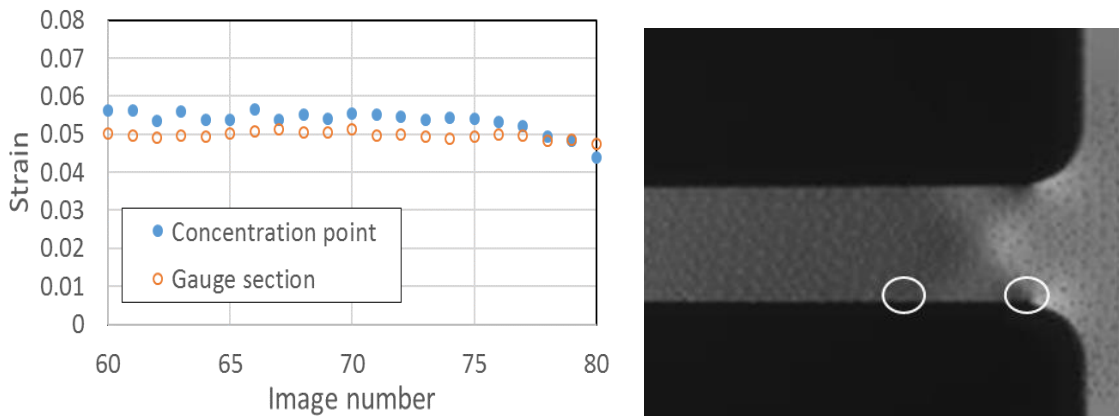 0.08
0.07
0.06
0.05
0.04
0.03
0.02
0.01
0
Strain
Concentration point
Gauge section
60 65 70 75 80
Image number